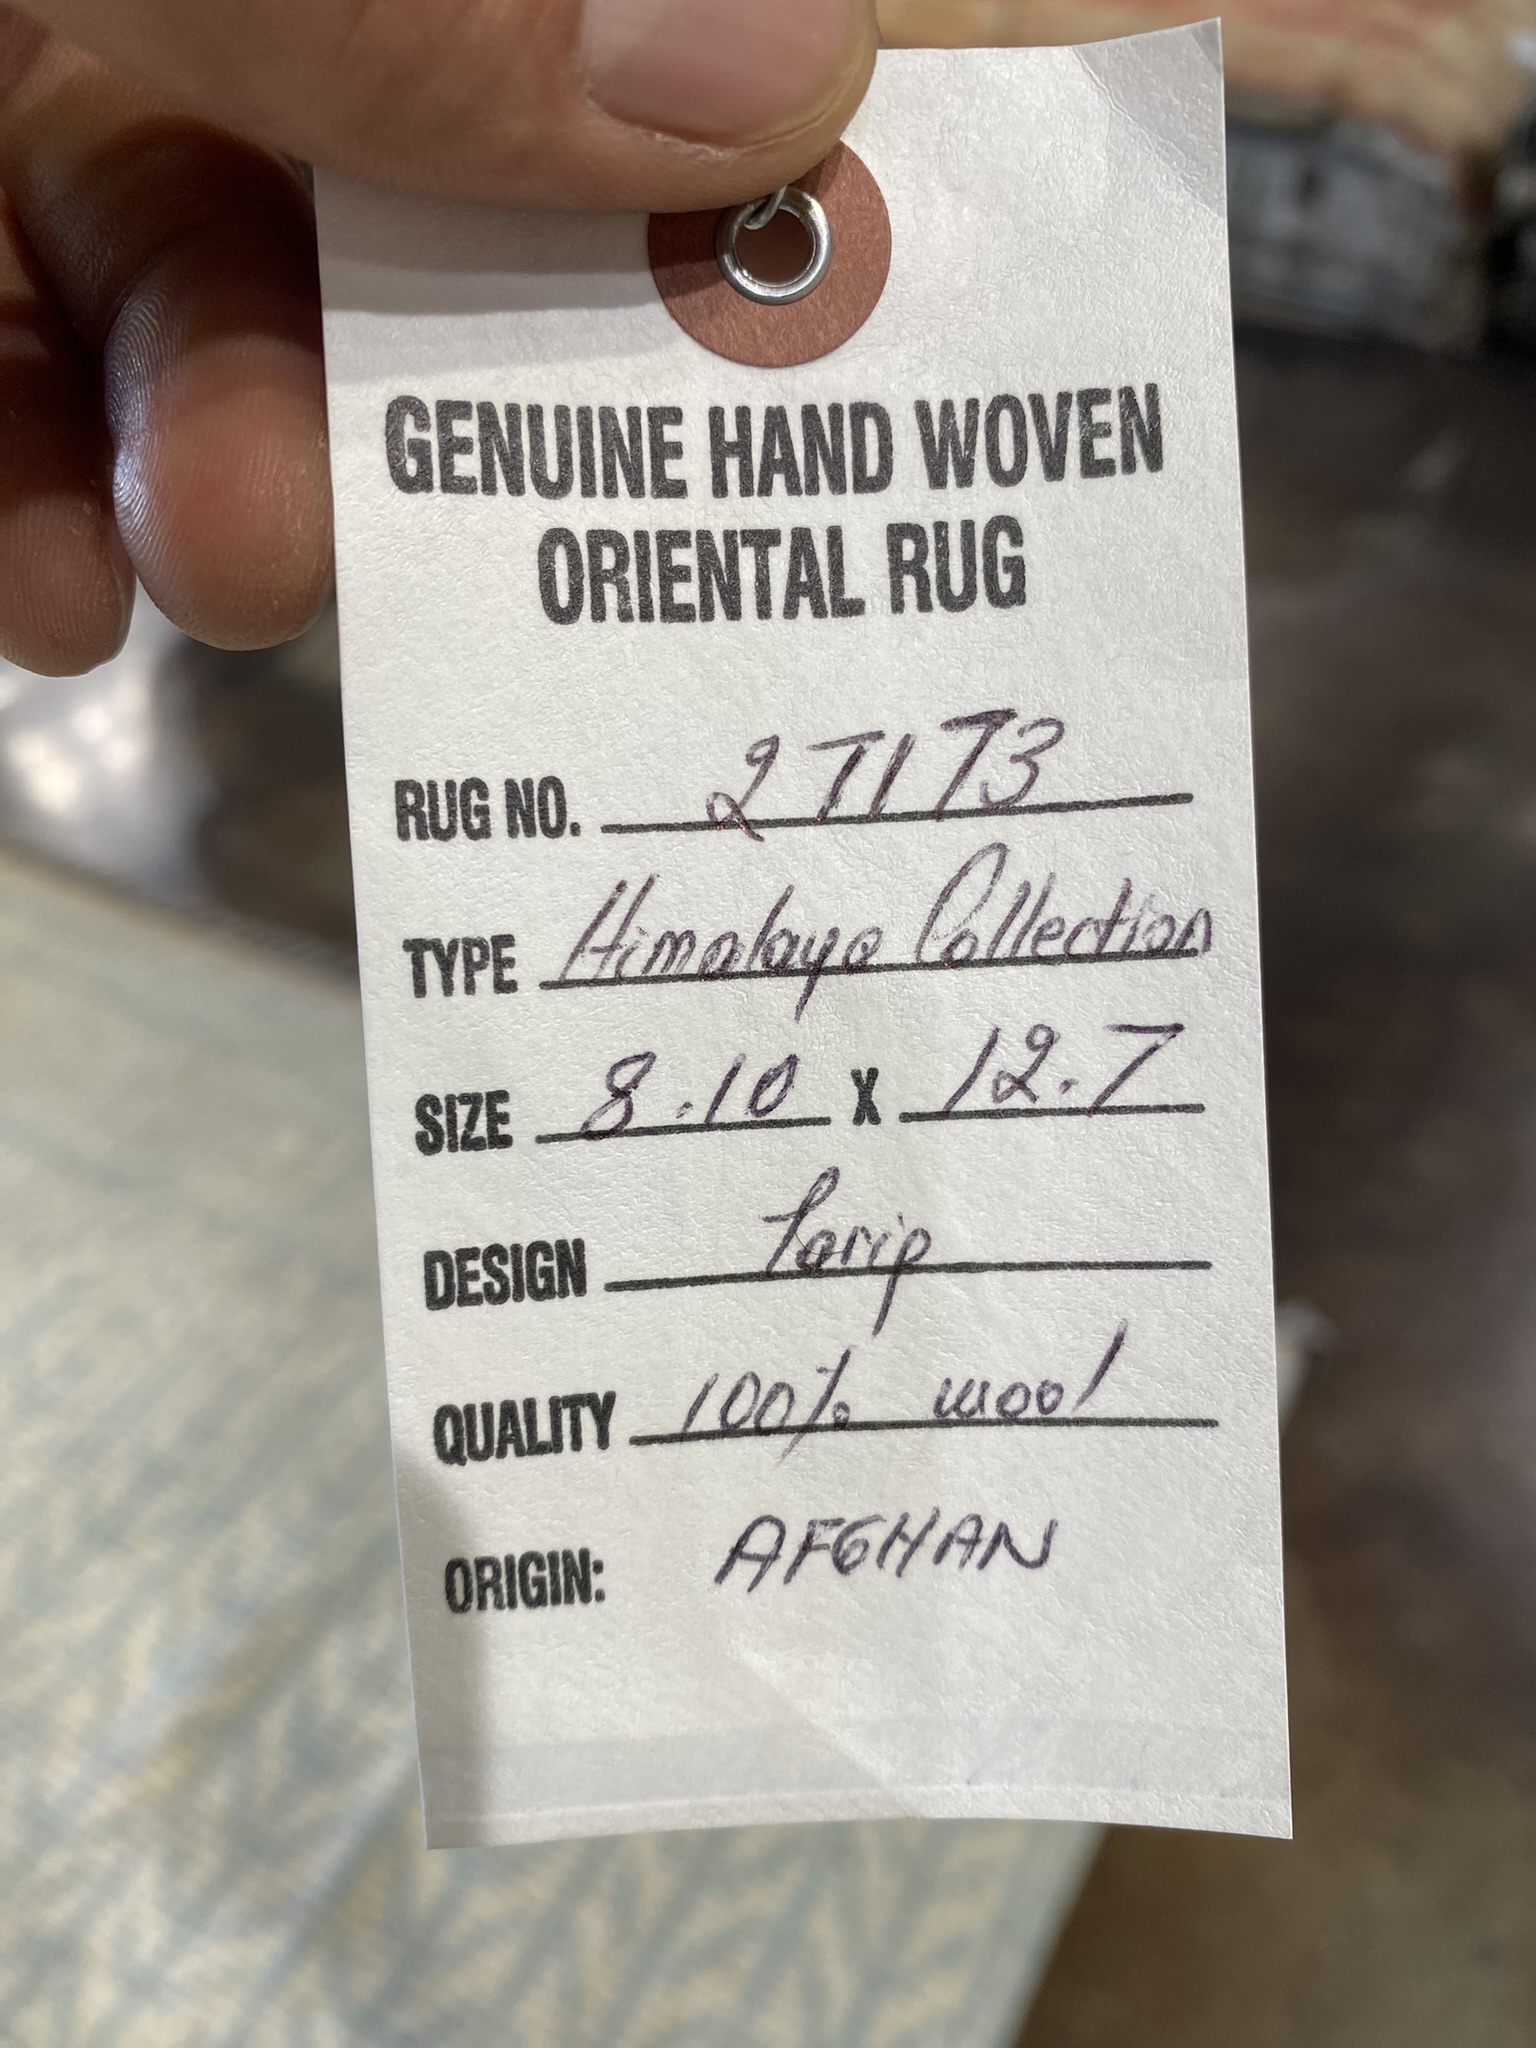 GENUINE HAND WOVEN
ORIENTAL RUG
RUG NO. 27173
TYPE Himalaya Collection
SIZE 8.10 X 12.7
DESIGN
QUALITY 100% wool
ORIGIN: AFGHAN